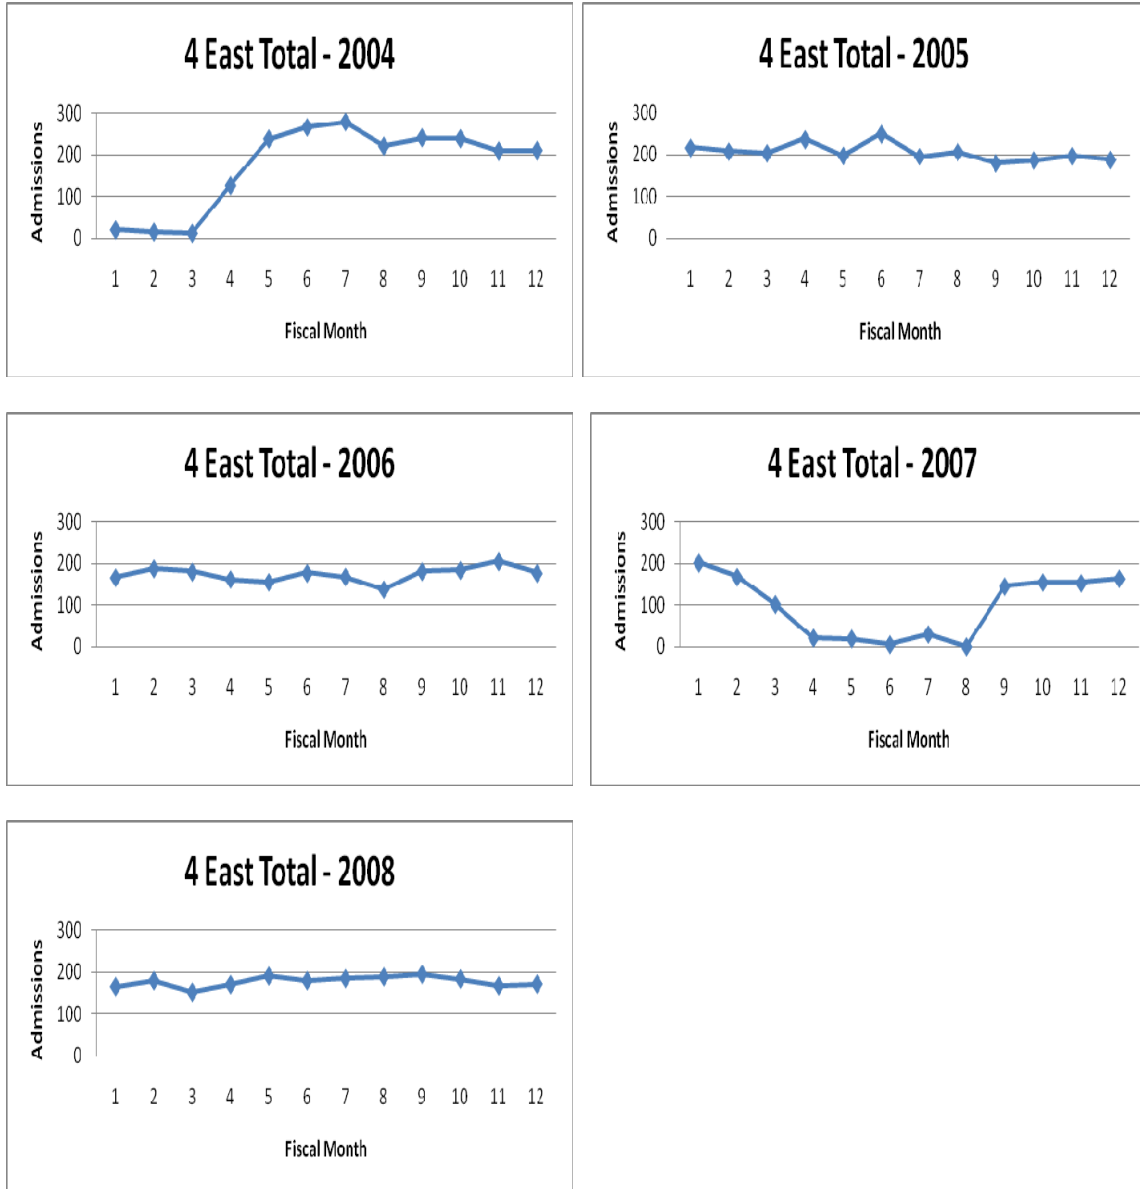 4 East Total - 2004
Admissions
300
200
100
0
1 2 3 4 5 6 7 8 9 10 11 12
Fiscal Month
4 East Total - 2005
Admissions
300
200
100
0
1 2 3 4 5 6 7 8 9 10 11 12
Fiscal Month
4 East Total - 2006
Admissions
300
200
100
0
1 2 3 4 5 6 7 8 9 10 11 12
Fiscal Month
4 East Total - 2007
Admissions
300
200
100
0
1 2 3 4 5 6 7 8 9 10 11 12
Fiscal Month
4 East Total - 2008
Admissions
300
200
100
0
1 2 3 4 5 6 7 8 9 10 11 12
Fiscal Month